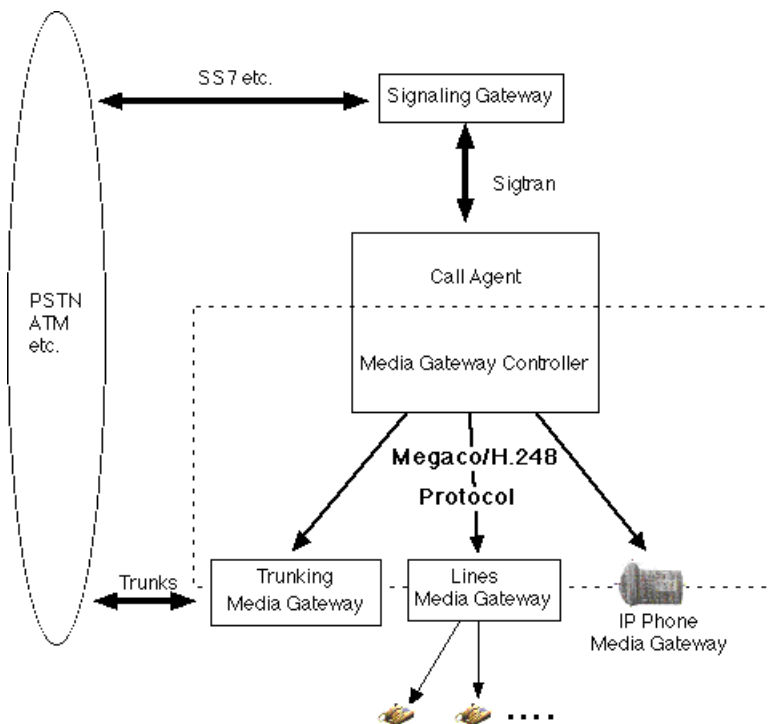 SS7 etc.
Signaling Gateway
Sigtran
Call Agent
PSTN
ATM
etc.
Media Gateway Controller
Megaco/H.248
Protocol
Trunks
Trunking
Media Gateway
Lines
Media Gateway
IP Phone
Media Gateway
....